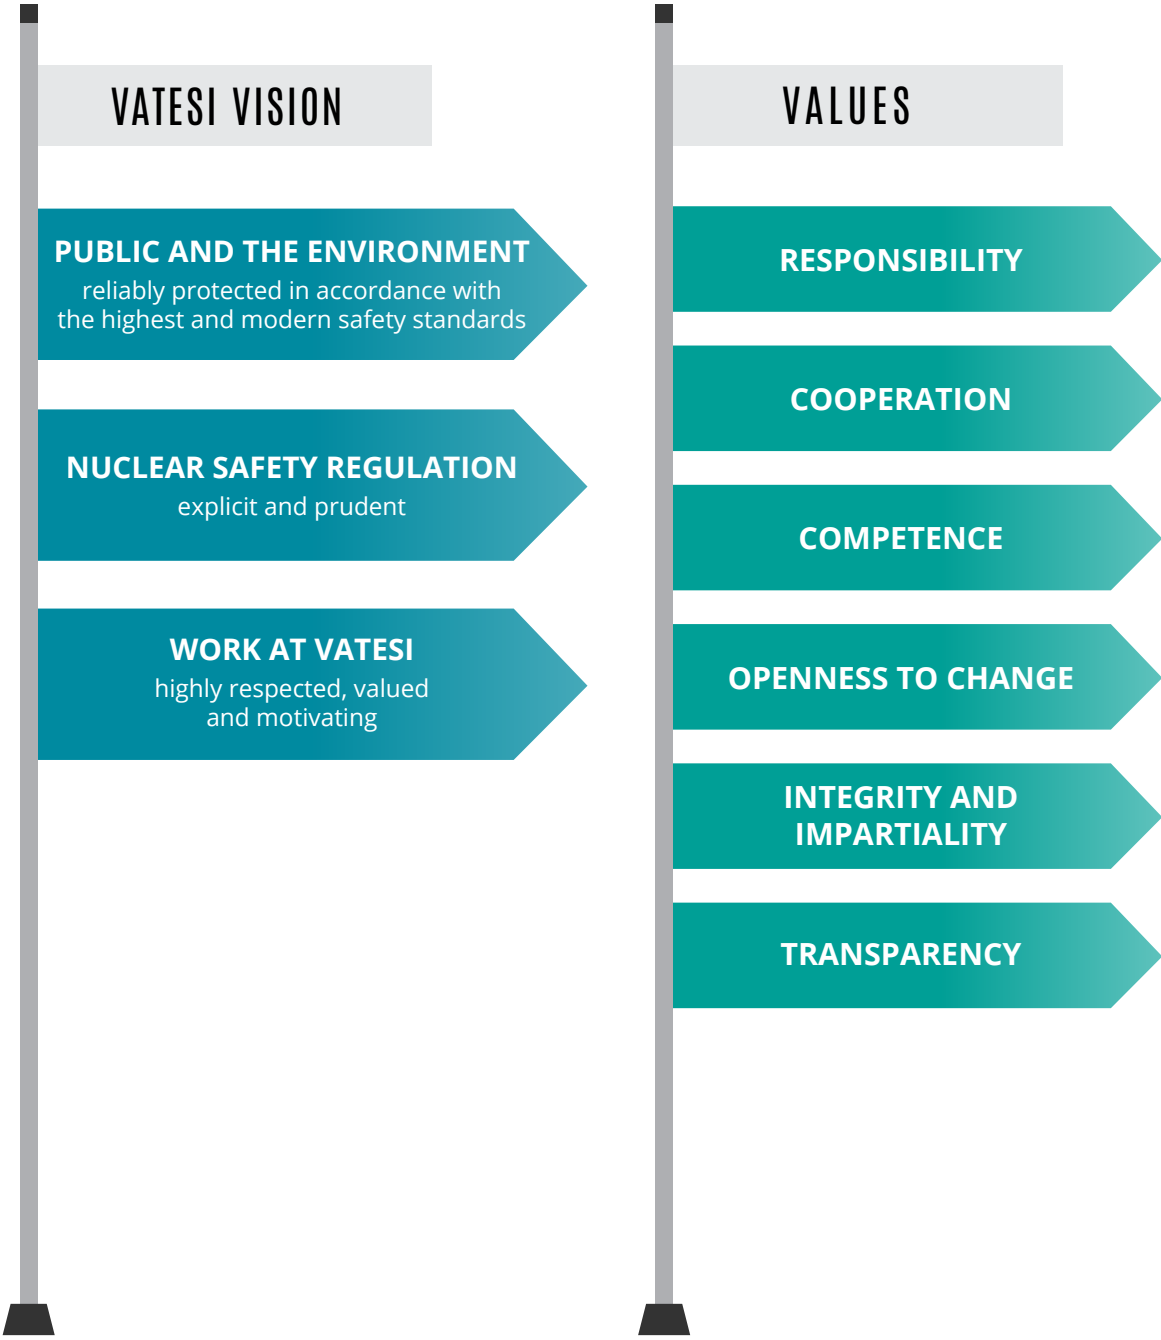 VATESI VISION
PUBLIC AND THE ENVIRONMENT
reliably protected in accordance with
the highest and modern safety standards
NUCLEAR SAFETY REGULATION
explicit and prudent
WORK AT VATESI
highly respected, valued
and motivating
VALUES
RESPONSIBILITY
COOPERATION
COMPETENCE
OPENNESS TO CHANGE
INTEGRITY AND
IMPARTIALITY
TRANSPARENCY